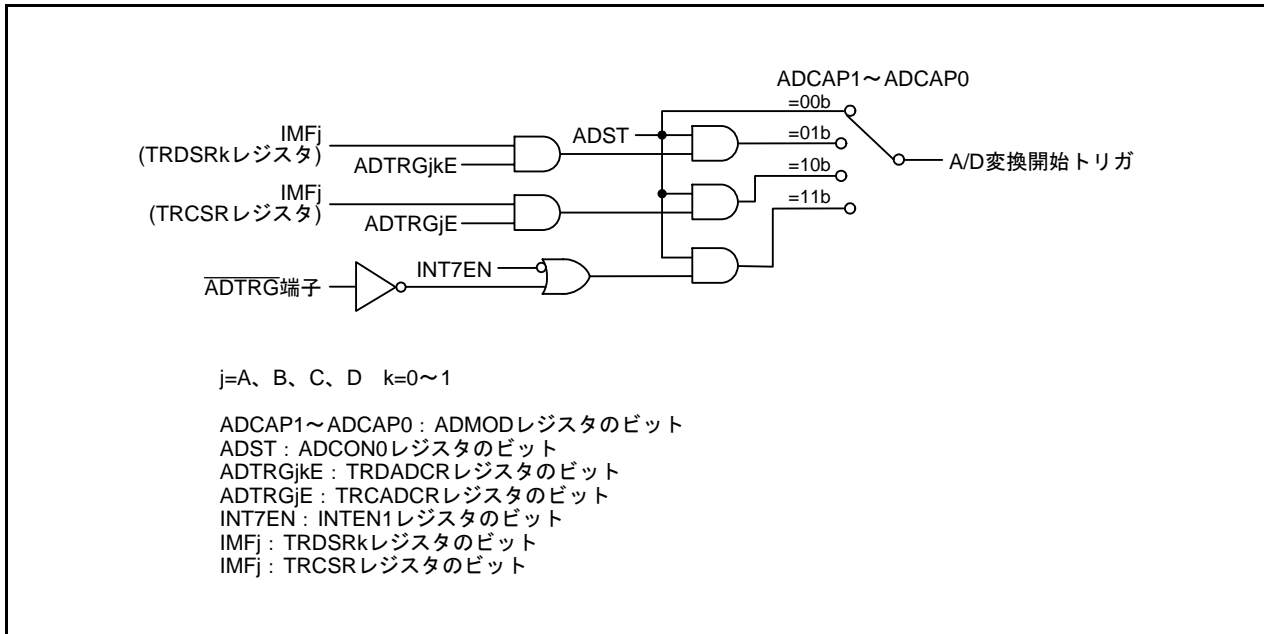 ADCAP1～ADCAP0
=00b
IMFj
(TRDSRkレジスタ)
ADTRGjkE
ADST
=01b
A/D変換開始トリガ
=10b
IMFj
(TRCSRレジスタ)
ADTRGjE
=11b
INT7EN
ADTRG端子
j=A、B、C、D k=0～1
ADCAP1～ADCAP0：ADMODレジスタのビット
ADST：ADCON0レジスタのビット
ADTRGjkE：TRDADCRレジスタのビット
ADTRGjE：TRCADCRレジスタのビット
INT7EN：INTEN1レジスタのビット
IMFj：TRDSRkレジスタのビット
IMFj：TRCSRレジスタのビット